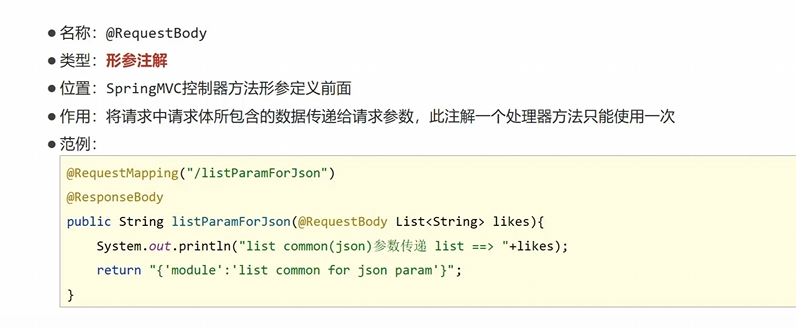 ● 名称：@RequestBody
● 类型：形参注解
● 位置：SpringMVC控制器方法形参定义前面
● 作用：将请求中请求体所包含的数据传递给请求参数，此注解一个处理器方法只能使用一次
● 范例：
@RequestMapping("/listParamForJson")
@ResponseBody
public String listParamForJson(@RequestBody List<String> likes){
    System.out.println("list common(json)参数传递 list ==> "+likes);
    return "{'module':'list common for json param'}";
}